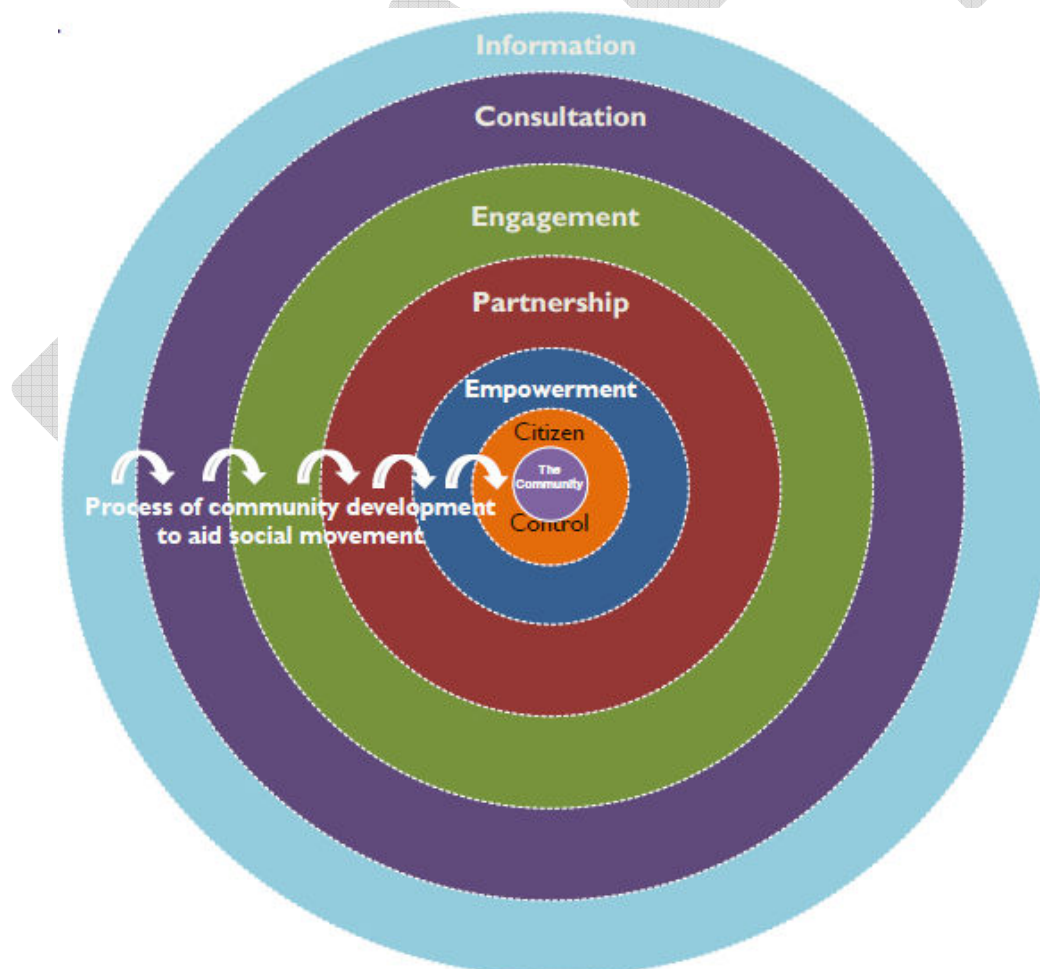 Information
Consultation
Engagement
Partnership
Empowerment
Citizen
The
Community
Control
Process of community development
to aid social movement